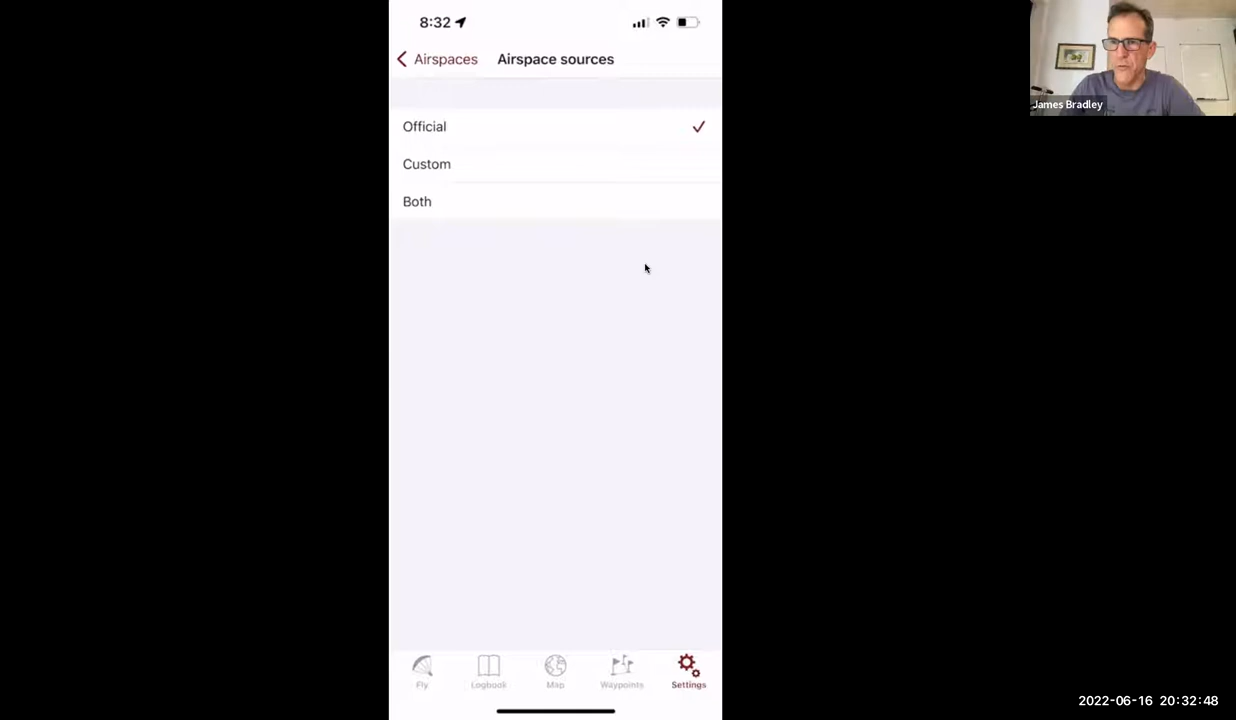 8:32
Airspaces
Airspace sources
Official
Custom
Both
Fly
Logbook
Map
Waypoints
Settings
James Bradley
2022-06-16 20:32:48